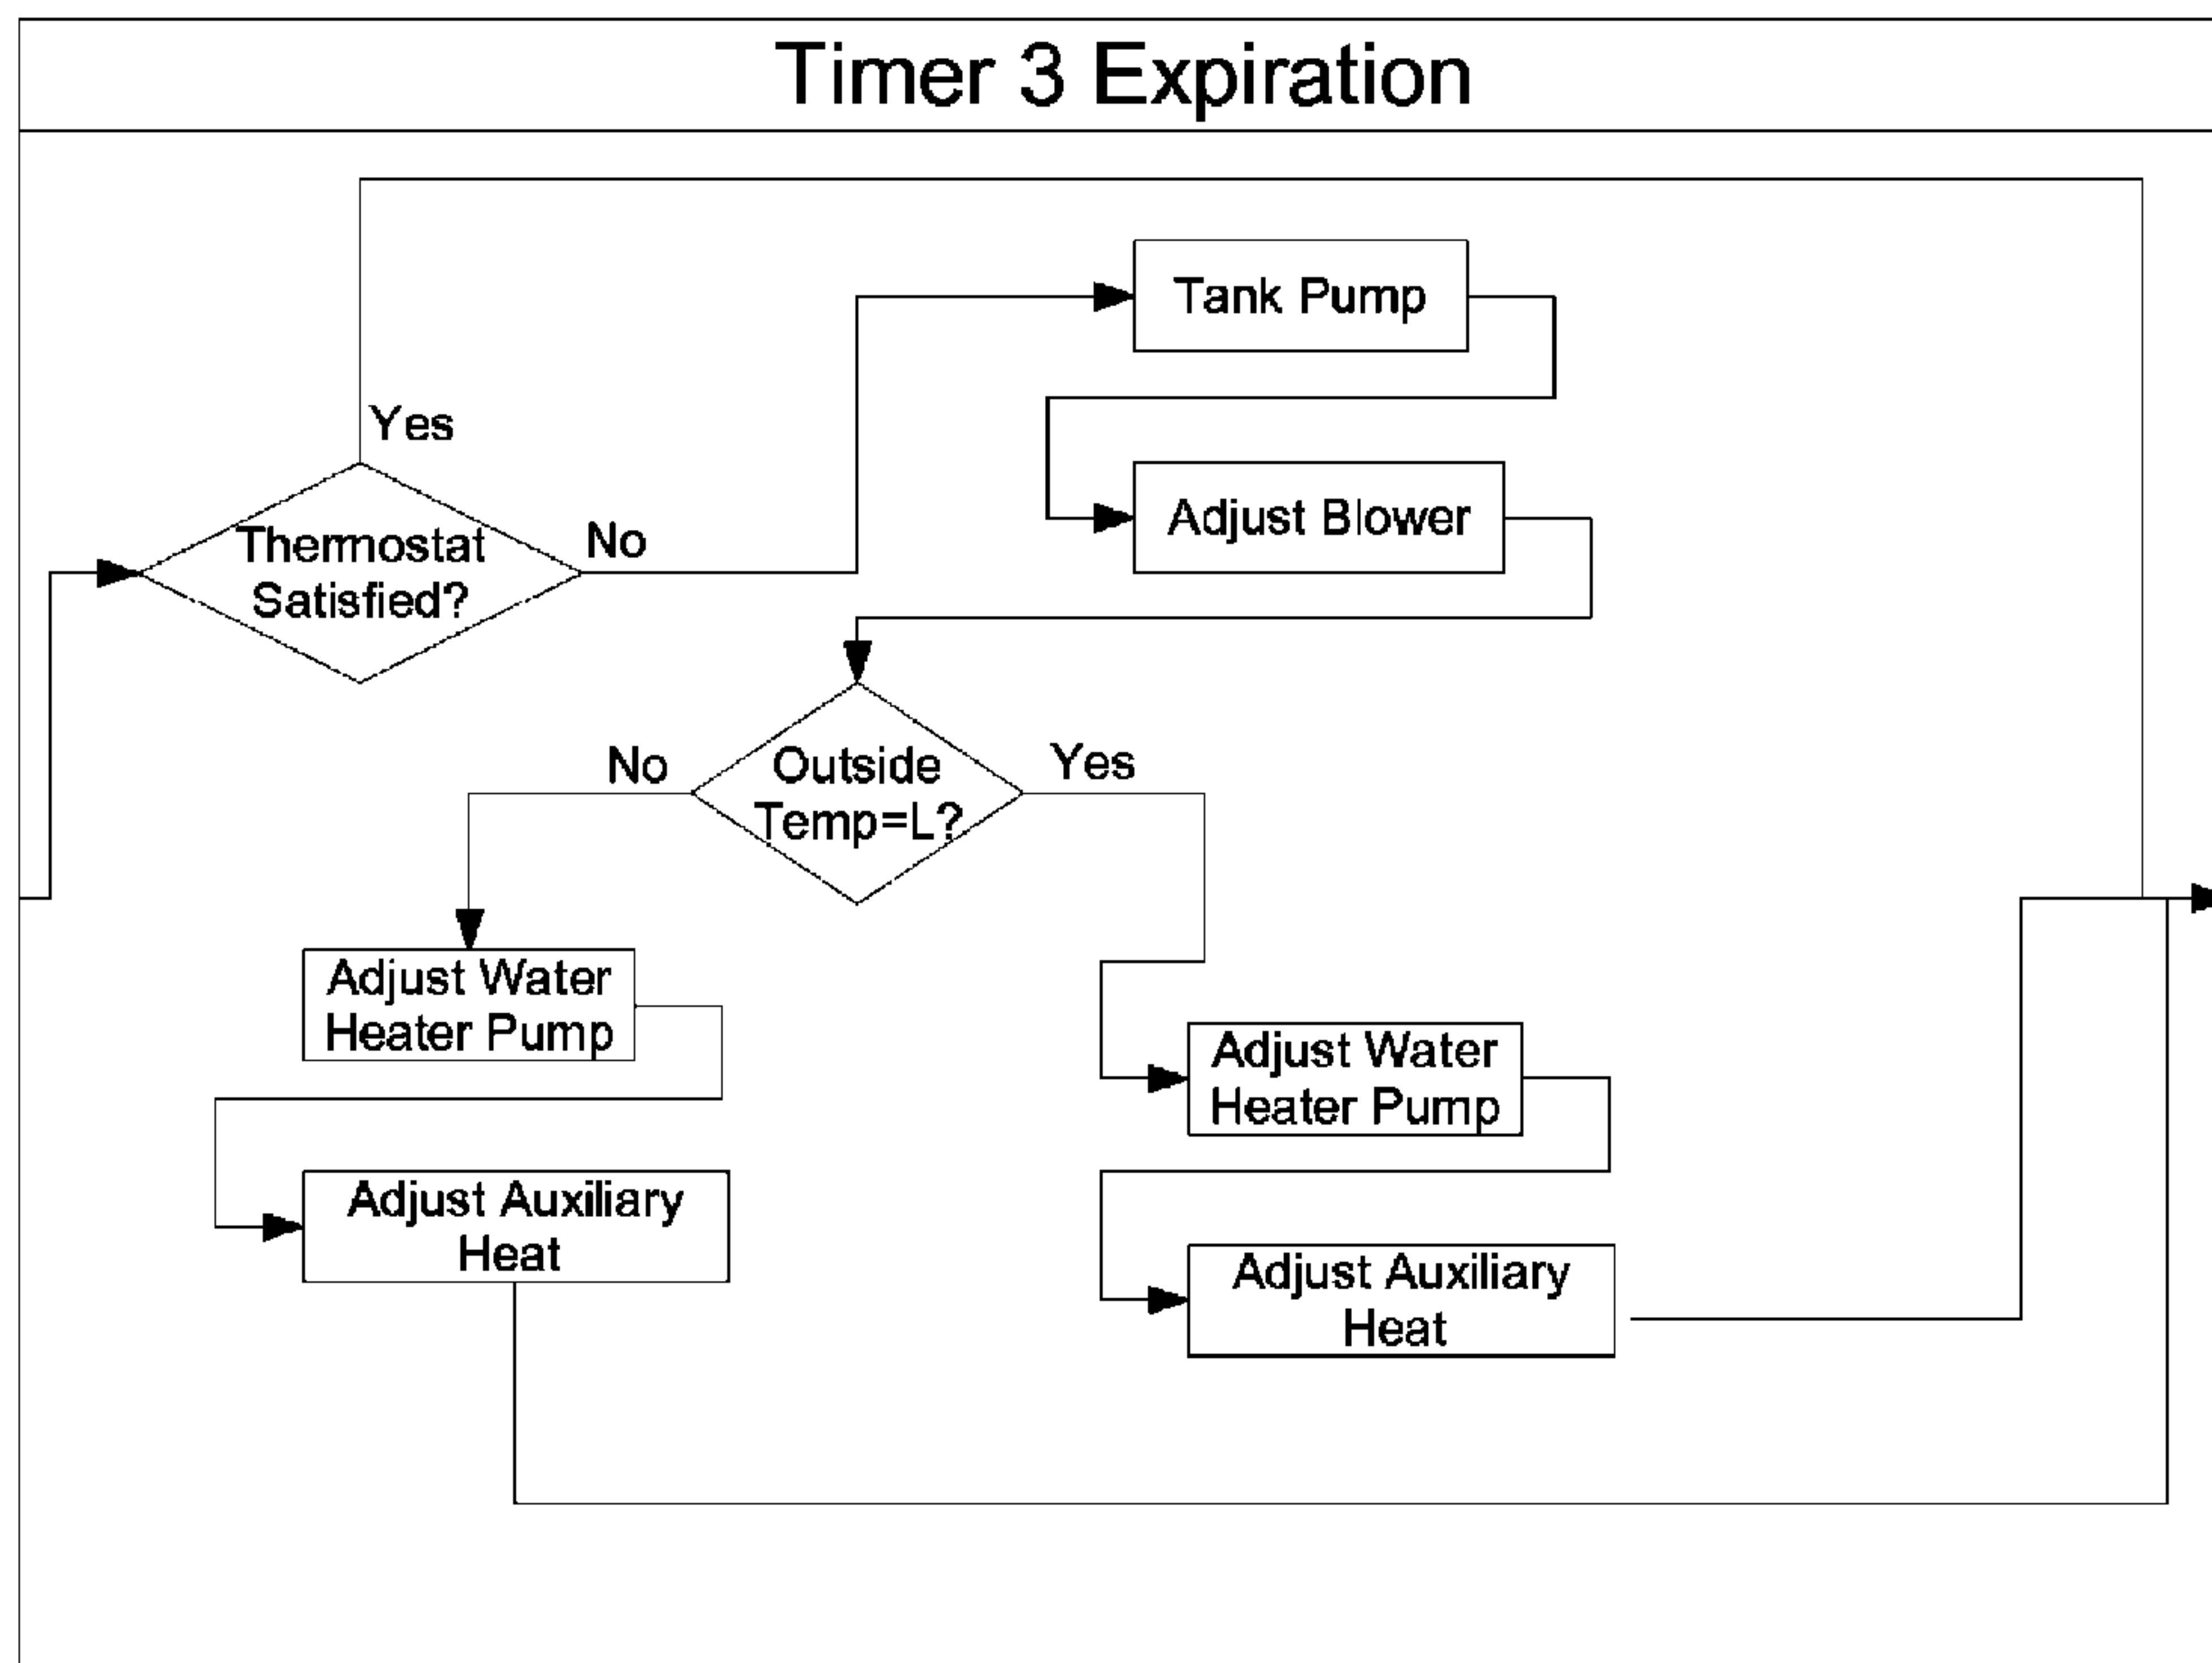 Timer 3 Expiration
Tank Pump
Yes
Adjust Blower
Thermostat
Satisfied?
No
Outside
Temp=L?
No
Yes
Adjust Water
Heater Pump
Adjust Water
Heater Pump
Adjust Auxiliary
Heat
Adjust Auxiliary
Heat